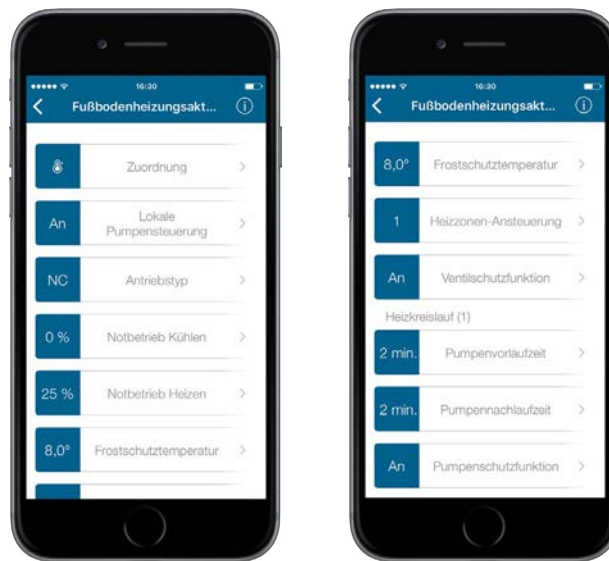 16:30
Fußbodenheizungsakt...
Zuordnung
An
Lokale
Pumpensteuerung
NC
Antriebstyp
0 %
Notbetrieb Kühlen
25 %
Notbetrieb Heizen
8,0°
Frostschutztemperatur
16:30
Fußbodenheizungsakt...
8,0°
Frostschutztemperatur
1
Heizzonen-Ansteuerung
An
Ventilschutzfunktion
Heizkreislauf (1)
2 min.
Pumpenvorlaufzeit
2 min.
Pumpennachlaufzeit
An
Pumpenschutzfunktion